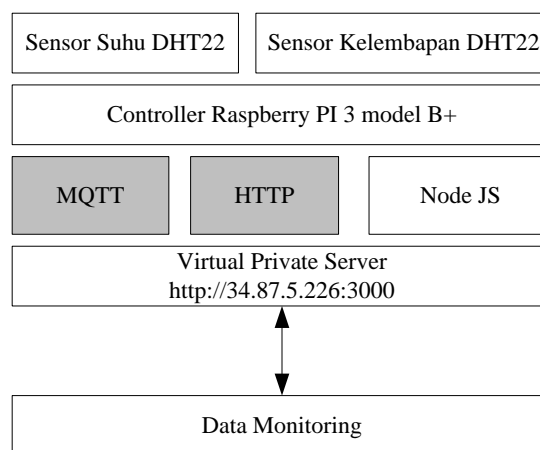 Sensor Suhu DHT22
Sensor Kelembapan DHT22
Controller Raspberry PI 3 model B+
MQTT
HTTP
Node JS
Virtual Private Server
http://34.87.5.226:3000
Data Monitoring